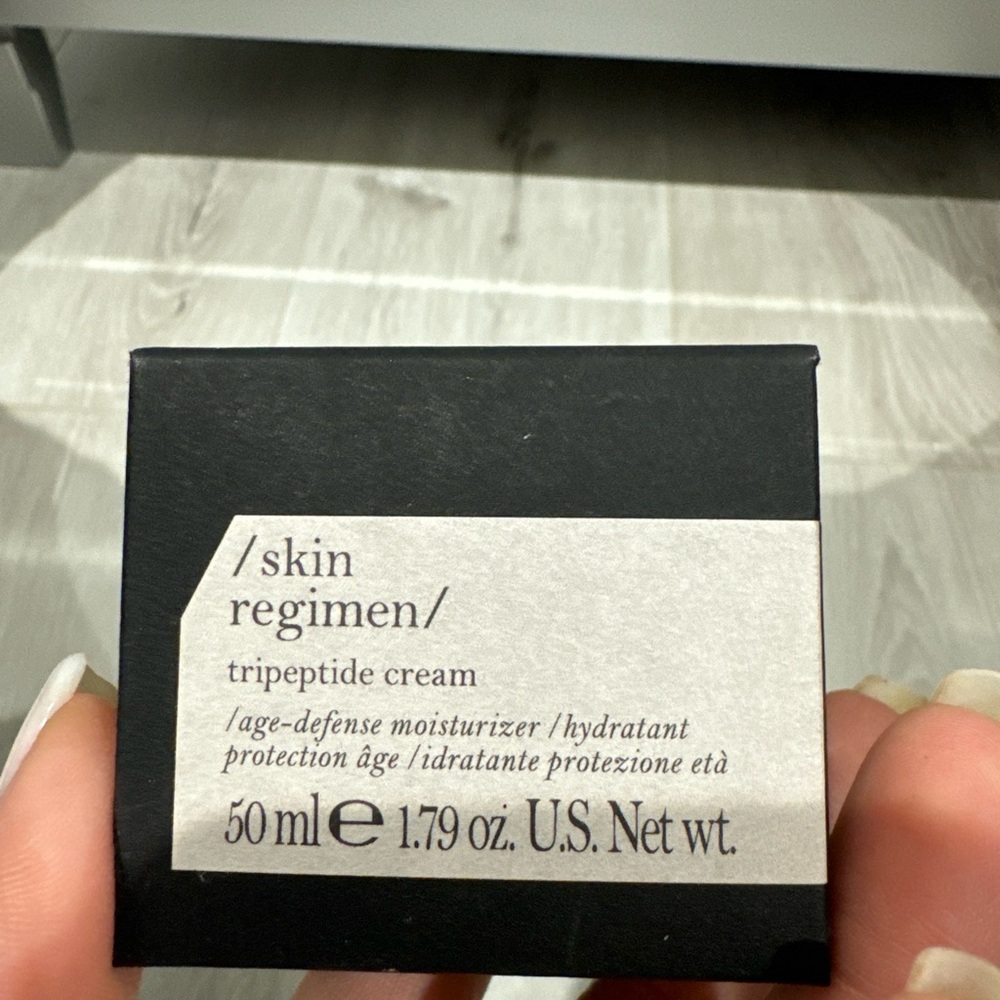 /skin
regimen/
tripeptide cream
/age-defense moisturizer /hydratant
protection âge /idratante protezione età
50 ml e 1.79 oz. U.S. Net wt.